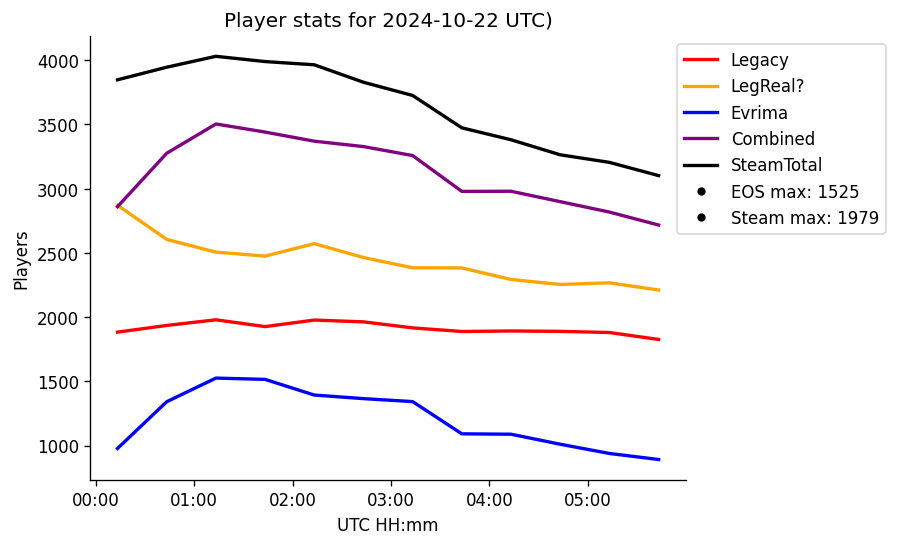 Player stats for 2024-10-22 UTC)
Legacy
LegReal?
Evrima
Combined
SteamTotal
EOS max: 1525
Steam max: 1979
Players
4000
3500
3000
2500
2000
1500
1000
00:00 01:00 02:00 03:00 04:00 05:00
UTC HH:mm